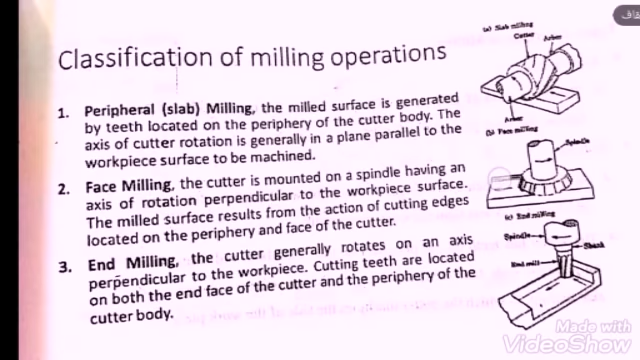 إيقاف
Classification of milling operations
1. Peripheral (slab) Milling, the milled surface is generated
by teeth located on the periphery of the cutter body. The
axis of cutter rotation is generally in a plane parallel to the
workpiece surface to be machined.
2. Face Milling, the cutter is mounted on a spindle having an
axis of rotation perpendicular to the workpiece surface.
The milled surface results from the action of cutting edges
located on the periphery and face of the cutter.
3. End Milling, the cutter generally rotates on an axis
perpendicular to the workpiece. Cutting teeth are located
on both the end face of the cutter and the periphery of the
cutter body.
(a) Slab milling
Cutter
Arbor
Arbor
(b) Face milling
Spindle
(c) End milling
Spindle
Shank
End mill
Made with
VideoShow